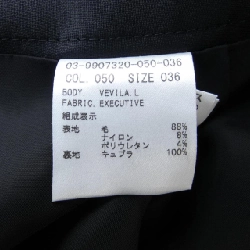 03-9907320-050-036
COL. 050 SIZE 036
BODY. VEVILA.L
FABRIC. EXECUTIVE
組成表示
表地 毛 88%
ナイロン 8%
ポリウレタン 4%
裏地 キュプラ 100%